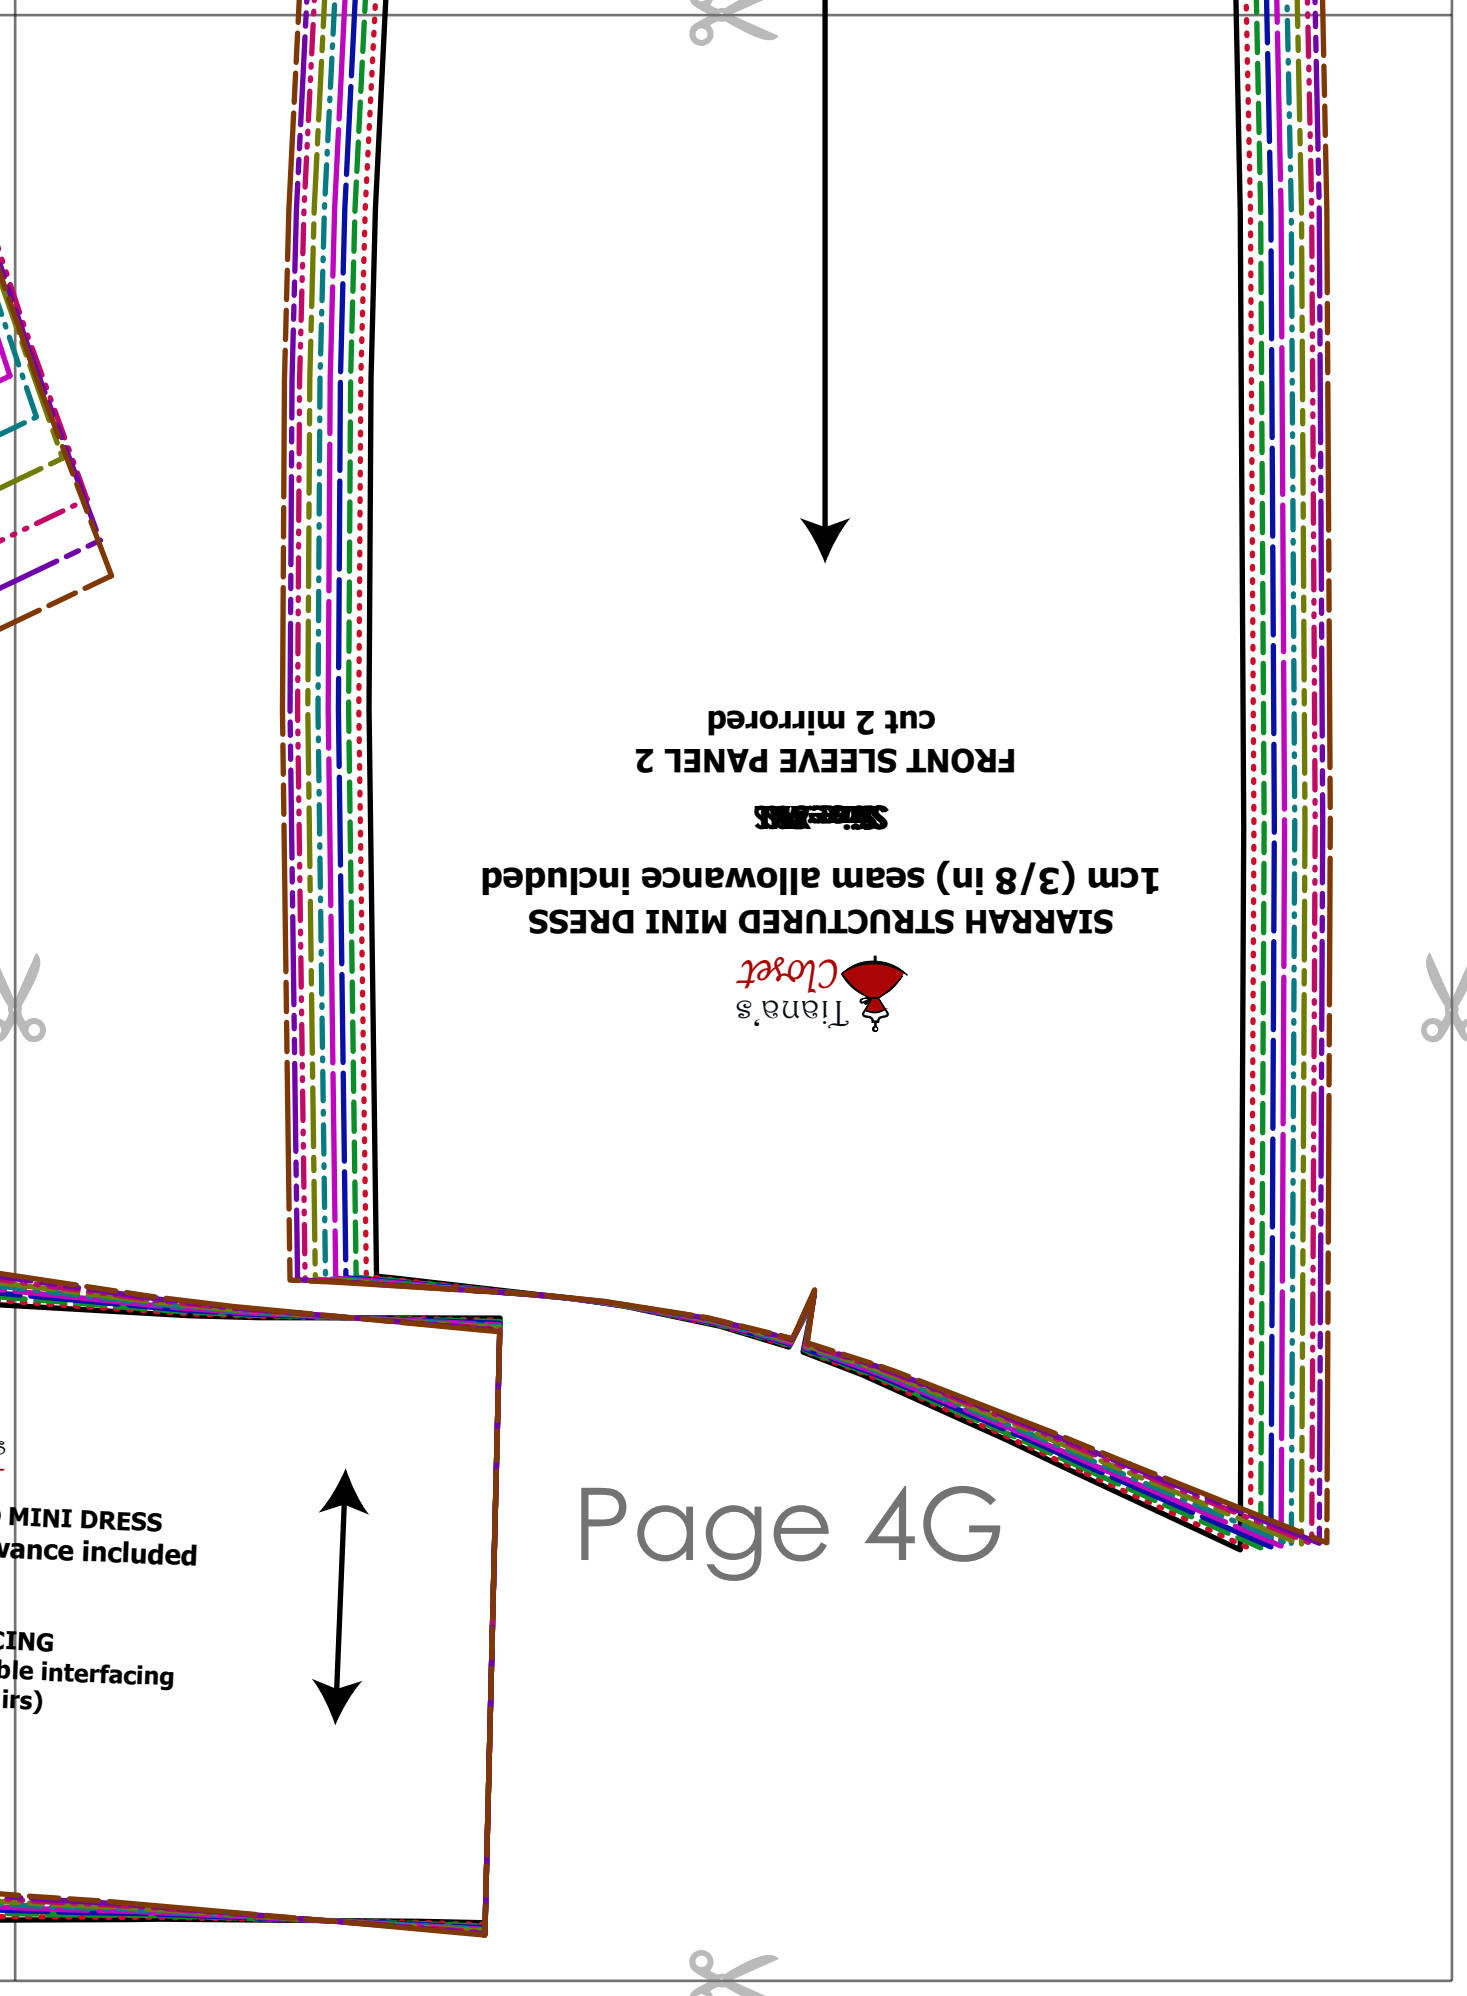 Tiana's
Closet
SIARRAH STRUCTURED MINI DRESS
1cm (3/8 in) seam allowance included
FRONT SLEEVE PANEL 2
cut 2 mirrored
Page 4G
s
MINI DRESS
wance included
CING
ble interfacing
irs)